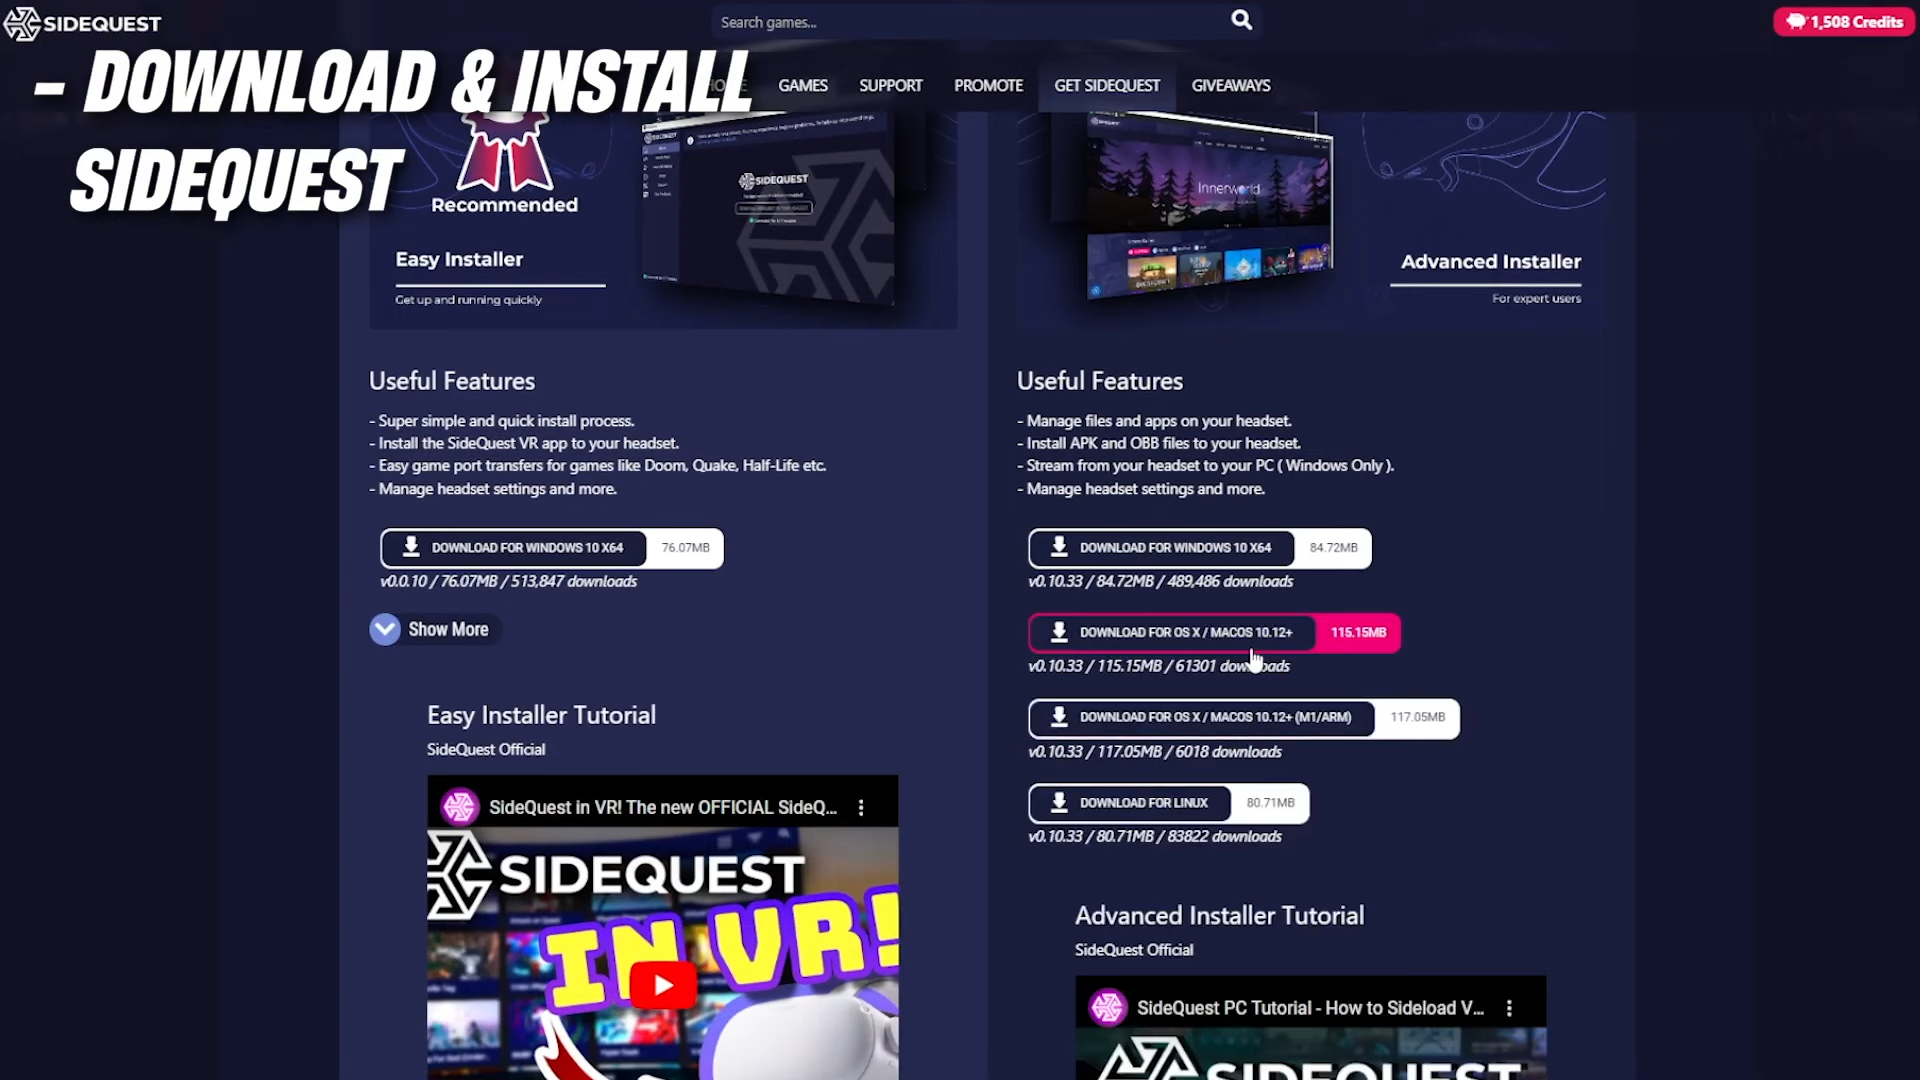 SIDEQUEST
Search games...
1,508 Credits
- DOWNLOAD & INSTALL
SIDEQUEST
GAMES
SUPPORT
PROMOTE
GET SIDEQUEST
GIVEAWAYS
Recommended
Easy Installer
Get up and running quickly
SIDEQUEST
Innerworld
Advanced Installer
For expert users
Useful Features
- Super simple and quick install process.
- Install the SideQuest VR app to your headset.
- Easy game port transfers for games like Doom, Quake, Half-Life etc.
- Manage headset settings and more.
DOWNLOAD FOR WINDOWS 10 X64 76.07MB
v0.0.10 / 76.07MB / 513,847 downloads
Show More
Easy Installer Tutorial
SideQuest Official
SideQuest in VR! The new OFFICIAL SideQ...
SIDEQUEST
IN VR!
Useful Features
- Manage files and apps on your headset.
- Install APK and OBB files to your headset.
- Stream from your headset to your PC ( Windows Only ).
- Manage headset settings and more.
DOWNLOAD FOR WINDOWS 10 X64 84.72MB
v0.10.33 / 84.72MB / 489,486 downloads
DOWNLOAD FOR OS X / MACOS 10.12+ 115.15MB
v0.10.33 / 115.15MB / 61301 downloads
DOWNLOAD FOR OS X / MACOS 10.12+ (M1/ARM) 117.05MB
v0.10.33 / 117.05MB / 6018 downloads
DOWNLOAD FOR LINUX 80.71MB
v0.10.33 / 80.71MB / 83822 downloads
Advanced Installer Tutorial
SideQuest Official
SideQuest PC Tutorial - How to Sideload V...
SIDEQUEST